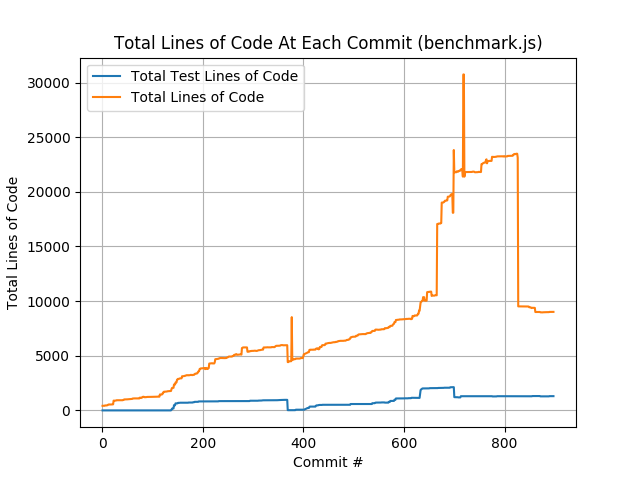 Total Lines of Code At Each Commit (benchmark.js)
Total Test Lines of Code
Total Lines of Code
Total Lines of Code
30000
25000
20000
15000
10000
5000
0
0 200 400 600 800
Commit #